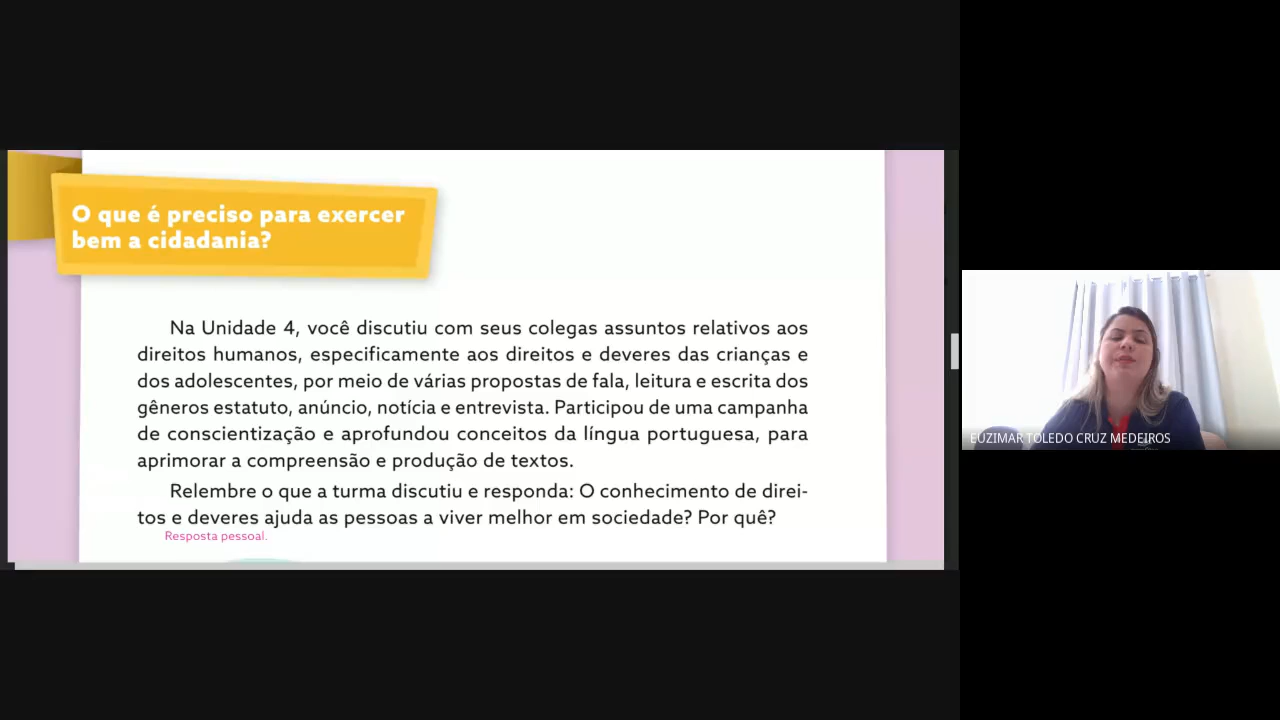 O que é preciso para exercer
bem a cidadania?
Na Unidade 4, você discutiu com seus colegas assuntos relativos aos
direitos humanos, especificamente aos direitos e deveres das crianças e
dos adolescentes, por meio de várias propostas de fala, leitura e escrita dos
gêneros estatuto, anúncio, notícia e entrevista. Participou de uma campanha
de conscientização e aprofundou conceitos da língua portuguesa, para
aprimorar a compreensão e produção de textos.
Relembre o que a turma discutiu e responda: O conhecimento de direi-
tos e deveres ajuda as pessoas a viver melhor em sociedade? Por quê?
Resposta pessoal.
EUZIMAR TOLEDO CRUZ MEDEIROS